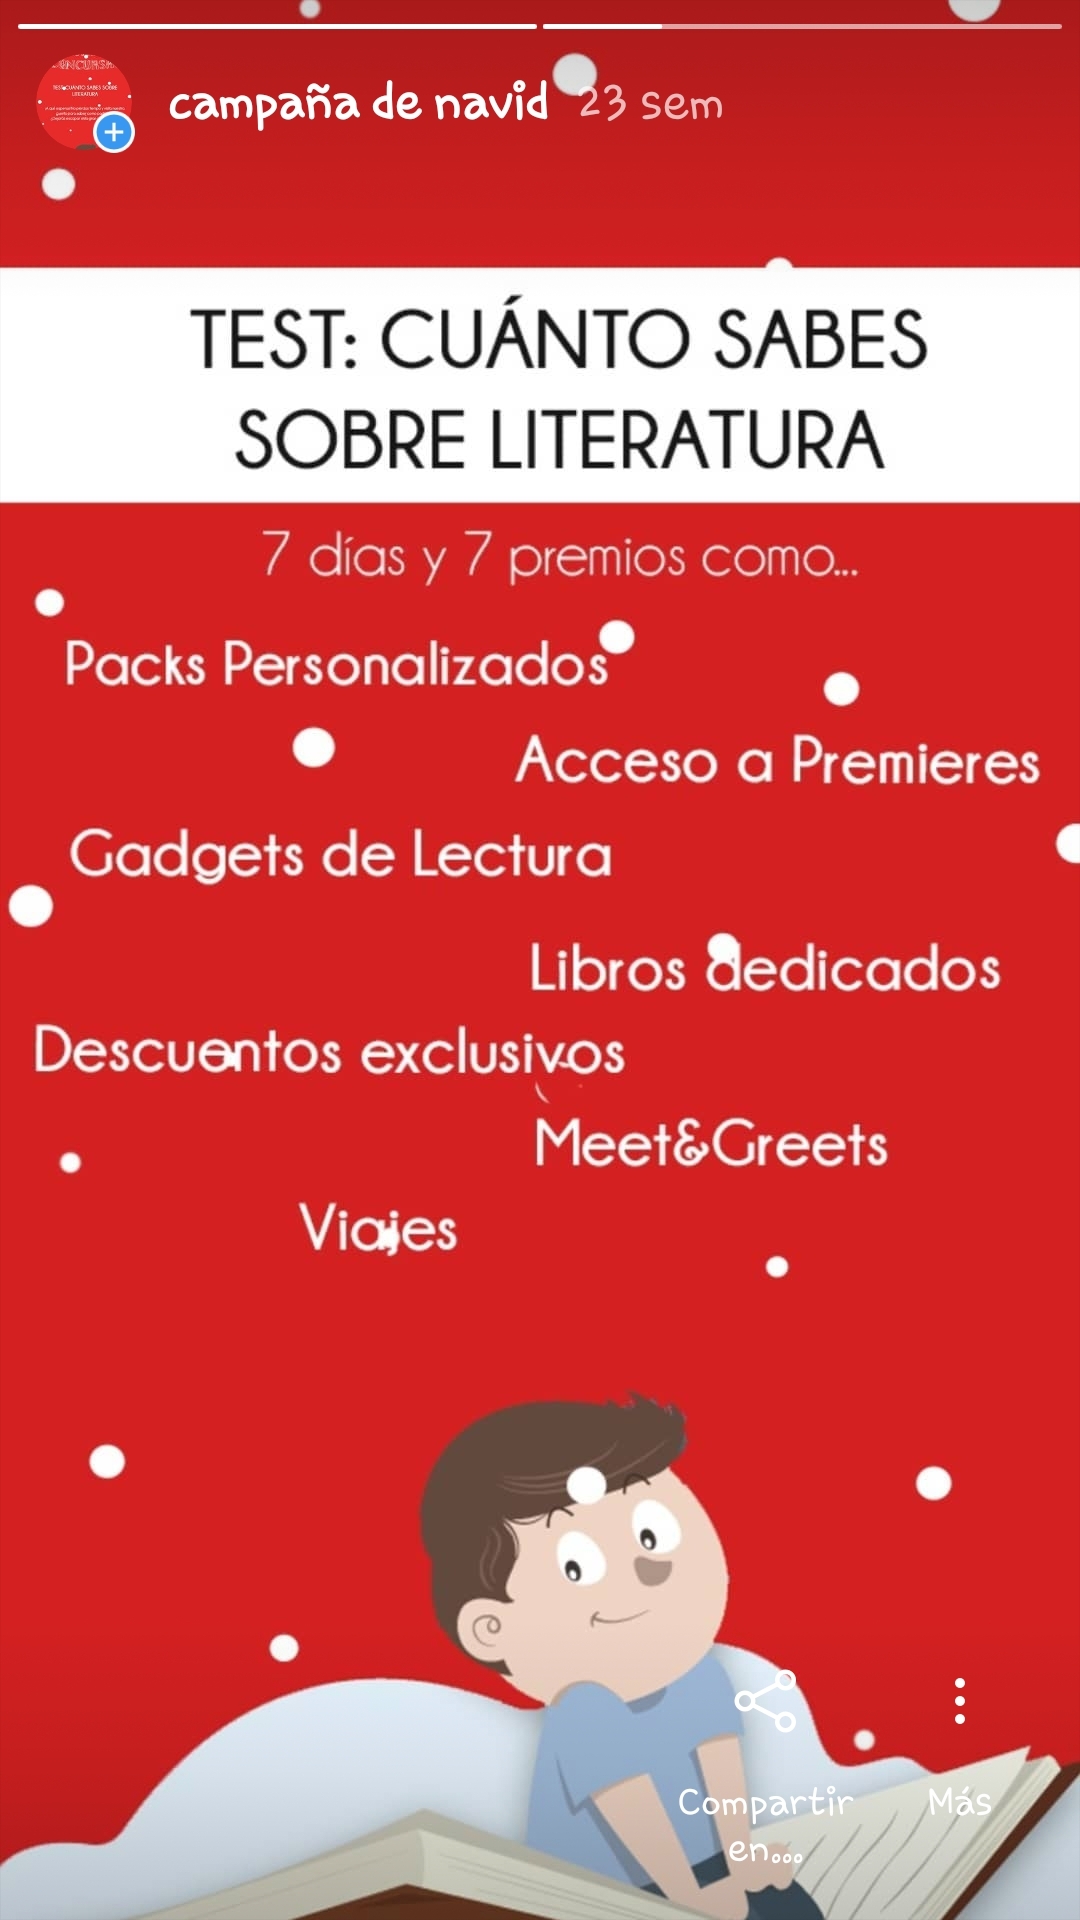 campaña de navid 23 sem
TEST: CUÁNTO SABES
SOBRE LITERATURA
7 días y 7 premios como...
Packs Personalizados
Acceso a Premieres
Gadgets de Lectura
Libros dedicados
Descuentos exclusivos
Meet&Greets
Viajes
Compartir
en...
Más